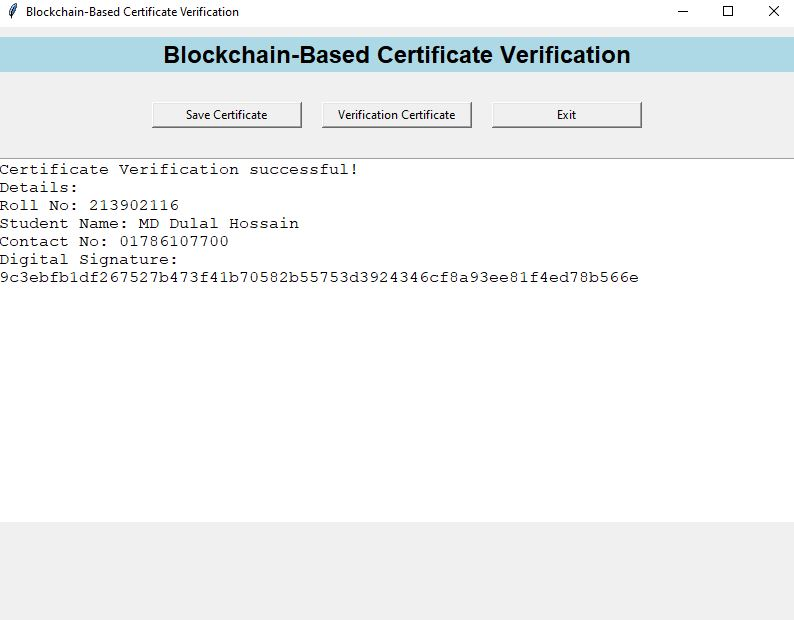 Blockchain-Based Certificate Verification
Blockchain-Based Certificate Verification
Save Certificate
Verification Certificate
Exit
Certificate Verification successful!
Details:
Roll No: 213902116
Student Name: MD Dulal Hossain
Contact No: 01786107700
Digital Signature:
9c3ebfb1df267527b473f41b70582b55753d3924346cf8a93ee81f4ed78b566e